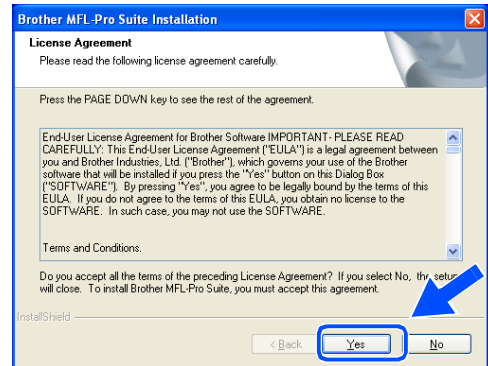 Brother MFL-Pro Suite Installation
License Agreement
Please read the following license agreement carefully.
Press the PAGE DOWN key to see the rest of the agreement.
End-User License Agreement for Brother Software IMPORTANT- PLEASE READ
CAREFULLY: This End-User License Agreement ("EULA") is a legal agreement between
you and Brother Industries, Ltd. ("Brother"), which governs your use of the Brother
software that will be installed if you press the "Yes" button on this Dialog Box
("SOFTWARE"). By pressing "Yes", you agree to be legally bound by the terms of this
EULA. If you do not agree to the terms of this EULA, you obtain no license to the
SOFTWARE. In such case, you may not use the SOFTWARE.
Terms and Conditions.
Do you accept all the terms of the preceding License Agreement? If you select No, the setup
will close. To install Brother MFL-Pro Suite, you must accept this agreement.
InstallShield
< Back
Yes
No